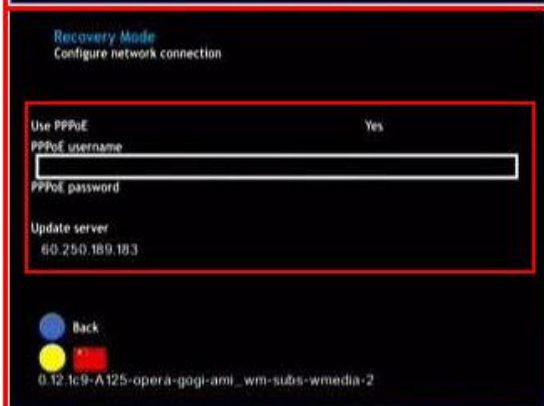 Recovery Mode
Configure network connection
Use PPPoE Yes
PPPoE username
PPPoE password
Update server
60.250.189.183
Back
0.12.1c9-A125-opera-gogi-ami_wm-subs-wmedia-2